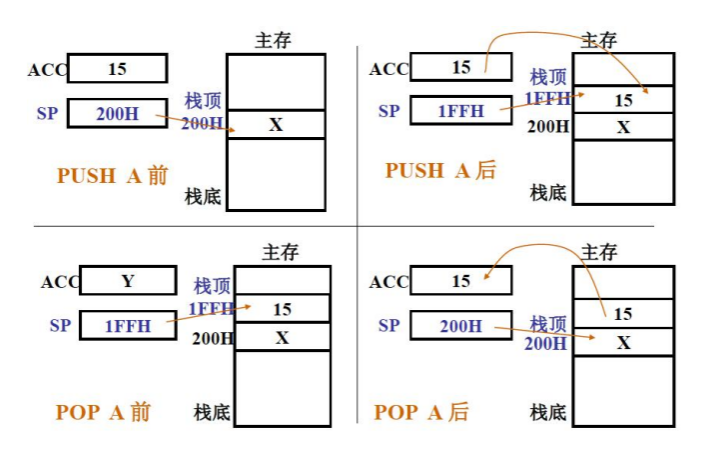 主存
ACC 15
SP 200H
栈顶
200H X
PUSH A 前
栈底
主存
ACC 15
栈顶
SP 1FFH 1FFH 15
200H X
PUSH A 后
栈底
主存
ACC Y
栈顶
SP 1FFH 1FFH 15
200H X
POP A 前
栈底
主存
ACC 15
15
SP 200H 栈顶
200H X
POP A 后
栈底